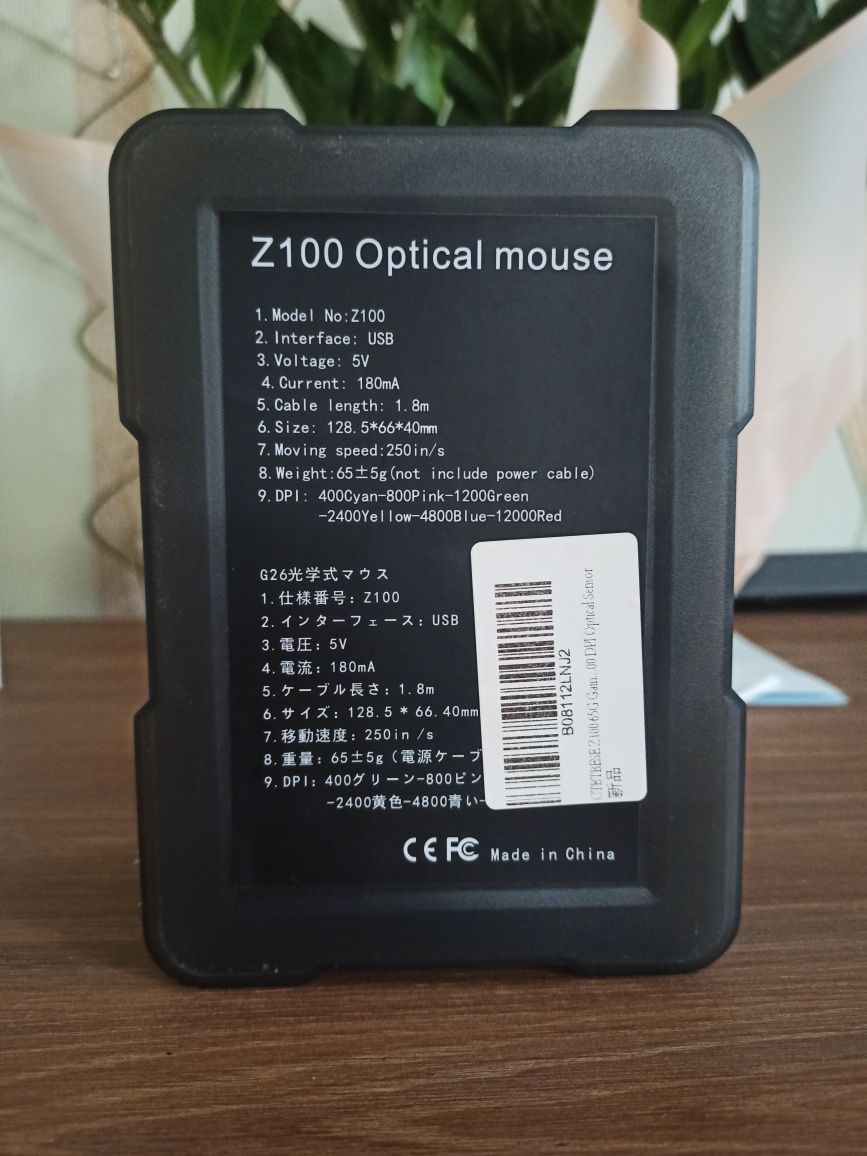 Z100 Optical mouse
1.Model No:Z100
2.Interface: USB
3.Voltage: 5V
4.Current: 180mA
5.Cable length: 1.8m
6.Size: 128.5*66*40mm
7.Moving speed:250in/s
8.Weight:65±5g(not include power cable)
9.DPI: 400Cyan-800Pink-1200Green
-2400Yellow-4800Blue-12000Red
G26光学式マウス
1.仕様番号: Z100
2.インターフェース: USB
3.電圧: 5V
4.電流: 180mA
5.ケーブル長さ: 1.8m
6.サイズ: 128.5 * 66.40mm
7.移動速度: 250in /s
8.重量: 65±5g (電源ケーブ
9.DPI: 400グリーン-800ピン
-2400黄色-4800青い-
CE FC Made in China
B08112LNJ2
Z100 65G Gam... 00 DPI Optical Sensor
新品